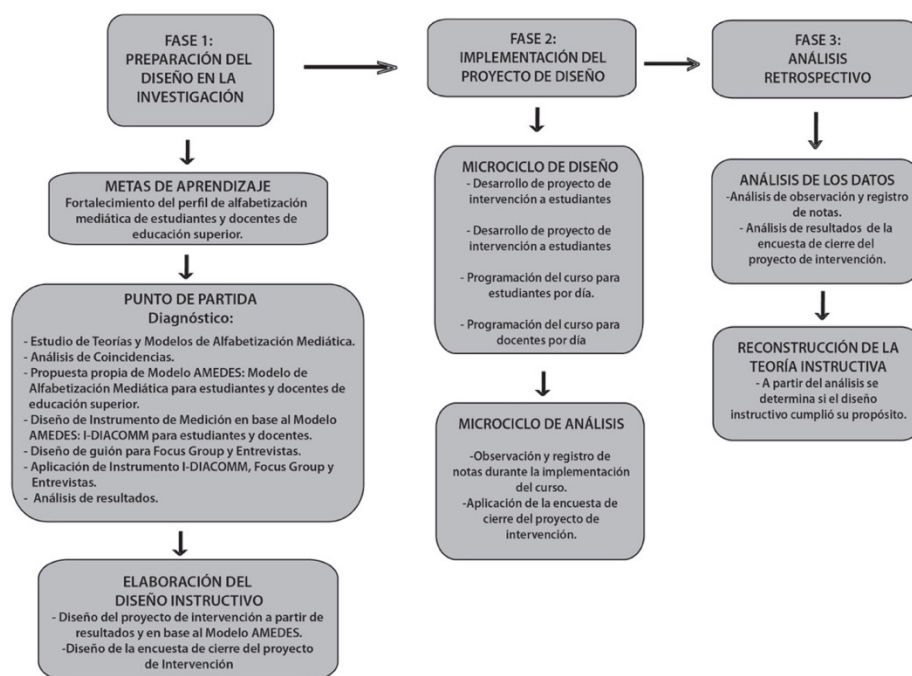 FASE 1:
PREPARACIÓN DEL
DISEÑO EN LA
INVESTIGACIÓN
METAS DE APRENDIZAJE
Fortalecimiento del perfil de alfabetización
mediática de estudiantes y docentes de
educación superior.
PUNTO DE PARTIDA
Diagnóstico:
- Estudio de Teorías y Modelos de Alfabetización Mediática.
- Análisis de Coincidencias.
- Propuesta propia de Modelo AMEDES: Modelo de
Alfabetización Mediática para estudiantes y docentes de
educación superior.
- Diseño de Instrumento de Medición en base al Modelo
AMEDES: I-DIACOMM para estudiantes y docentes.
- Diseño de guión para Focus Group y Entrevistas.
- Aplicación de Instrumento I-DIACOMM, Focus Group y
Entrevistas.
- Análisis de resultados.
ELABORACIÓN DEL
DISEÑO INSTRUCTIVO
- Diseño del proyecto de intervención a partir de
resultados y en base al Modelo AMEDES.
-Diseño de la encuesta de cierre del proyecto
de Intervención
FASE 2:
IMPLEMENTACIÓN DEL
PROYECTO DE DISEÑO
MICROCICLO DE DISEÑO
- Desarrollo de proyecto de
intervención a estudiantes
- Desarrollo de proyecto de
intervención a estudiantes
- Programación del curso para
estudiantes por día.
- Programación del curso para
docentes por día
MICROCICLO DE ANÁLISIS
-Observación y registro de
notas durante la implementación
del curso.
-Aplicación de la encuesta de
cierre del proyecto de
intervención.
FASE 3:
ANÁLISIS
RETROSPECTIVO
ANÁLISIS DE LOS DATOS
-Análisis de observación y registro
de notas.
- Análisis de resultados de la
encuesta de cierre del
proyecto de intervención.
RECONSTRUCCIÓN DE LA
TEORÍA INSTRUCTIVA
- A partir del análisis se
determina si el diseño
instructivo cumplió su propósito.